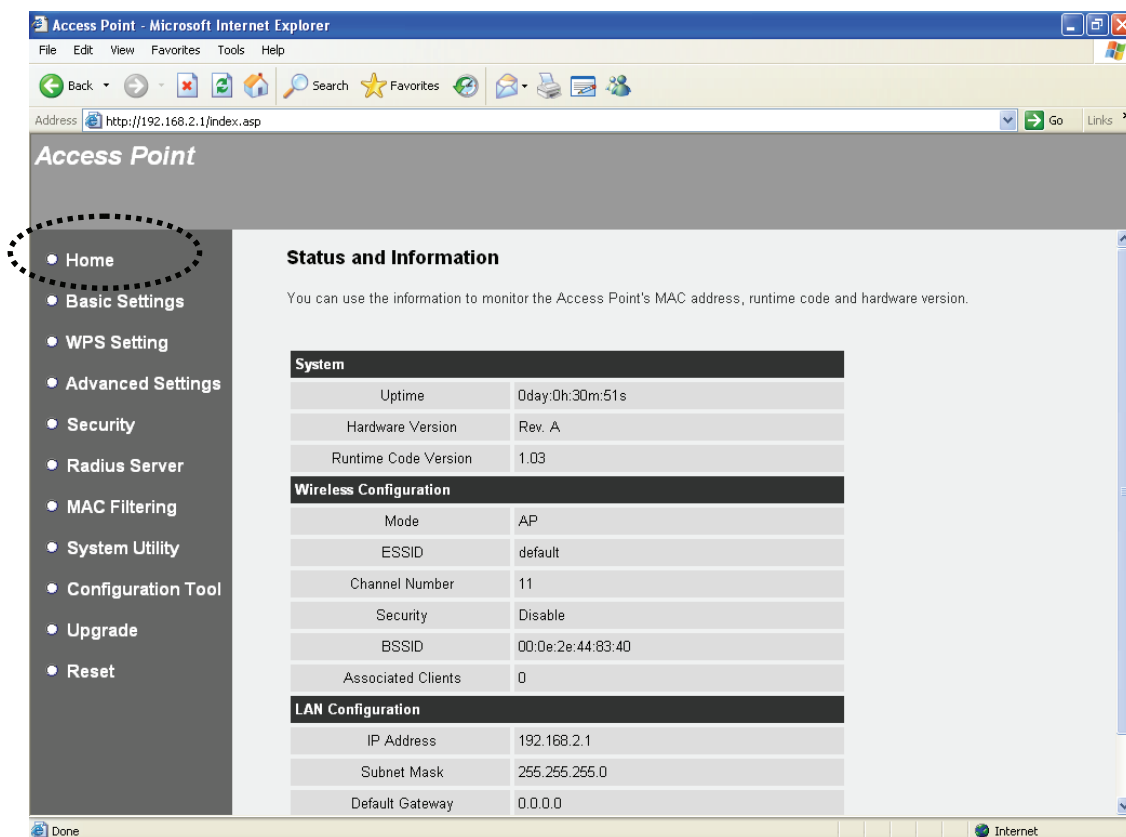 Access Point - Microsoft Internet Explorer
File Edit View Favorites Tools Help
Back Search Favorites
Address http://192.168.2.1/index.asp Go Links
Access Point
Home
Basic Settings
WPS Setting
Advanced Settings
Security
Radius Server
MAC Filtering
System Utility
Configuration Tool
Upgrade
Reset
Status and Information
You can use the information to monitor the Access Point's MAC address, runtime code and hardware version.
System
Uptime 0day:0h:30m:51s
Hardware Version Rev. A
Runtime Code Version 1.03
Wireless Configuration
Mode AP
ESSID default
Channel Number 11
Security Disable
BSSID 00:0e:2e:44:83:40
Associated Clients 0
LAN Configuration
IP Address 192.168.2.1
Subnet Mask 255.255.255.0
Default Gateway 0.0.0.0
Done Internet